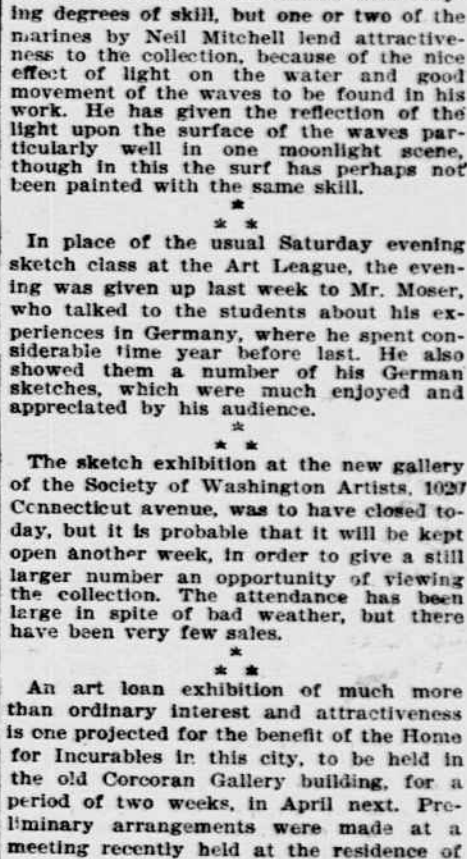 ing degrees of skill, but one or two of the
marines by Neil Mitchell lend attractive-
ness to the collection, because of the nice
effect of light on the water and good
movement of the waves to be found in his
work. He has given the reflection of the
light upon the surface of the waves par-
ticularly well in one moonlight scene,
though in this the surf has perhaps not
been painted with the same skill.
*
* *
In place of the usual Saturday evening
sketch class at the Art League, the even-
ing was given up last week to Mr. Moser,
who talked to the students about his ex-
periences in Germany, where he spent con-
siderable time year before last. He also
showed them a number of his German
sketches, which were much enjoyed and
appreciated by his audience.
*
* *
The sketch exhibition at the new gallery
of the Society of Washington Artists, 1020
Connecticut avenue, was to have closed to-
day, but it is probable that it will be kept
open another week, in order to give a still
larger number an opportunity of viewing
the collection. The attendance has been
large in spite of bad weather, but there
have been very few sales.
*
* *
An art loan exhibition of much more
than ordinary interest and attractiveness
is one projected for the benefit of the Home
for Incurables in this city, to be held in
the old Corcoran Gallery building, for a
period of two weeks, in April next. Pre-
liminary arrangements were made at a
meeting recently held at the residence of